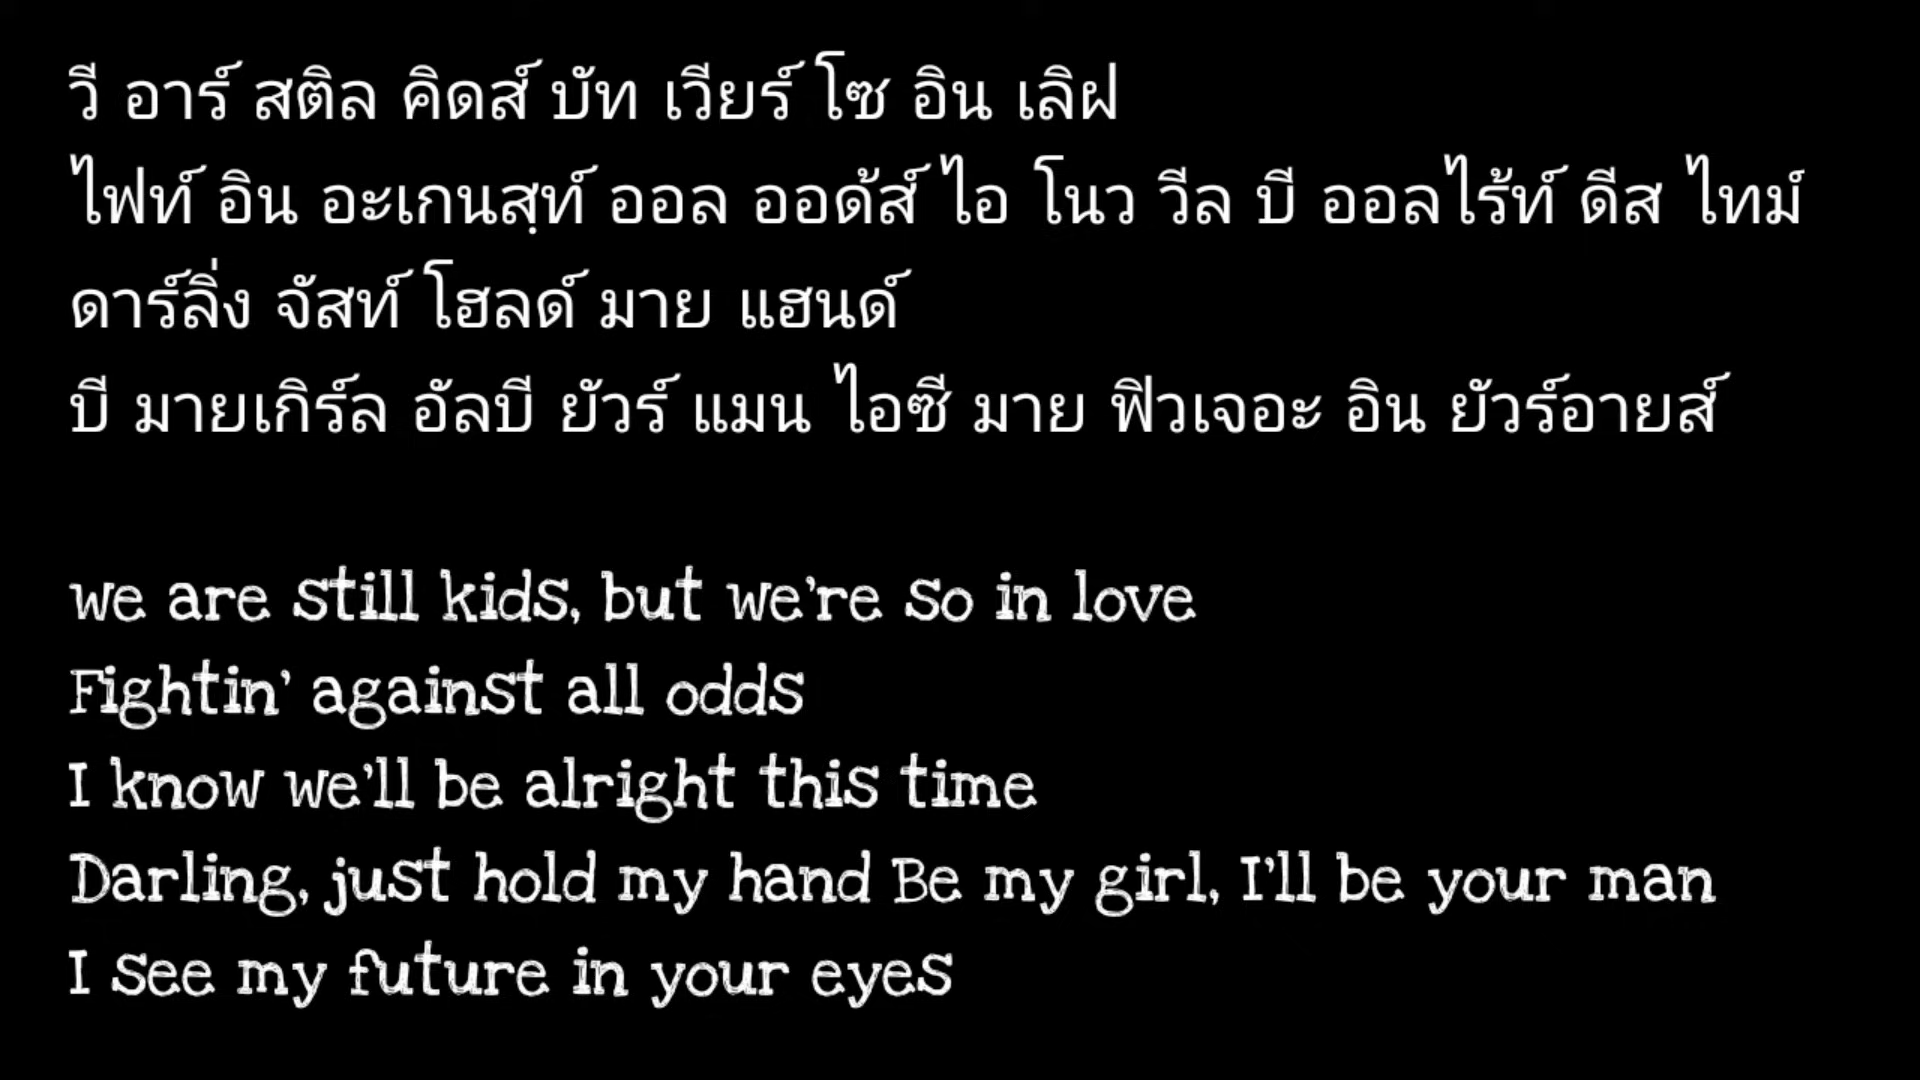 วี อาร์ สติล คิดส์ บัท เวียร์ โซ อิน เลิฝ
ไฟท์ อิน อะเกนสฺท์ ออล ออด้ส์ ไอ โนว วีล บี ออลไร้ท์ ดีส ไทม์
ดาร์ลิ่ง จัสท์ โฮลด์ มาย แฮนด์
บี มายเกิร์ล อัลบี ยัวร์ แมน ไอซี มาย ฟิวเจอะ อิน ยัวร์อายส์
we are still kids, but we're so in love
Fightin' against all odds
I know we'll be alright this time
Darling, just hold my hand Be my girl, I'll be your man
I see my future in your eyes